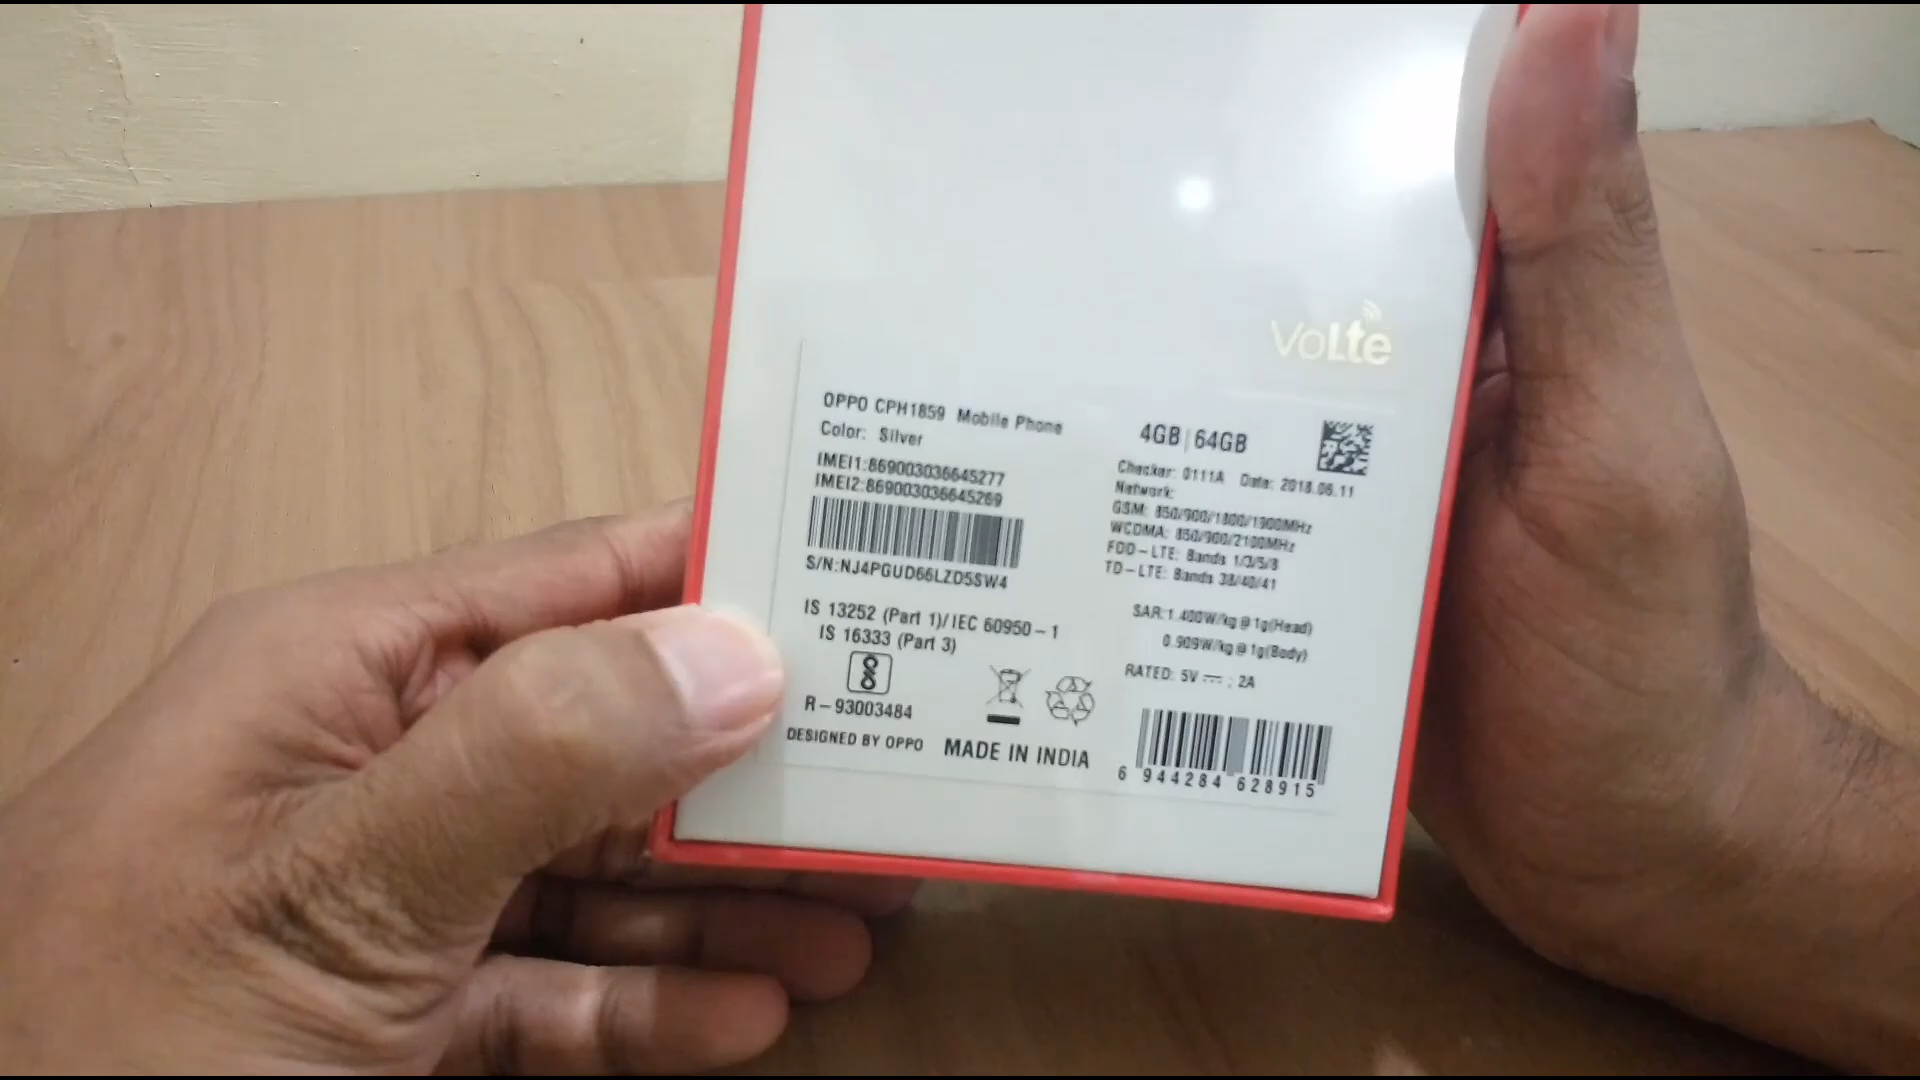 VoLte
OPPO CPH1859 Mobile Phone
Color: Silver
IMEI1:869003036645277
IMEI2:869003036645269
S/N:NJ4PGUD66LZD5SW4
IS 13252 (Part 1)/IEC 60950-1
IS 16333 (Part 3)
R-93003484
DESIGNED BY OPPO MADE IN INDIA
4GB|64GB
Checker: 0111A Date: 2018.06.11
Network:
GSM: 850/900/1800/1900MHz
WCDMA: 850/900/2100MHz
FDD-LTE: Bands 1/3/5/8
TD-LTE: Bands 38/40/41
SAR:1.400W/kg@1g(Head)
0.909W/kg@1g(Body)
RATED: 5V⎓; 2A
6 944284 628915